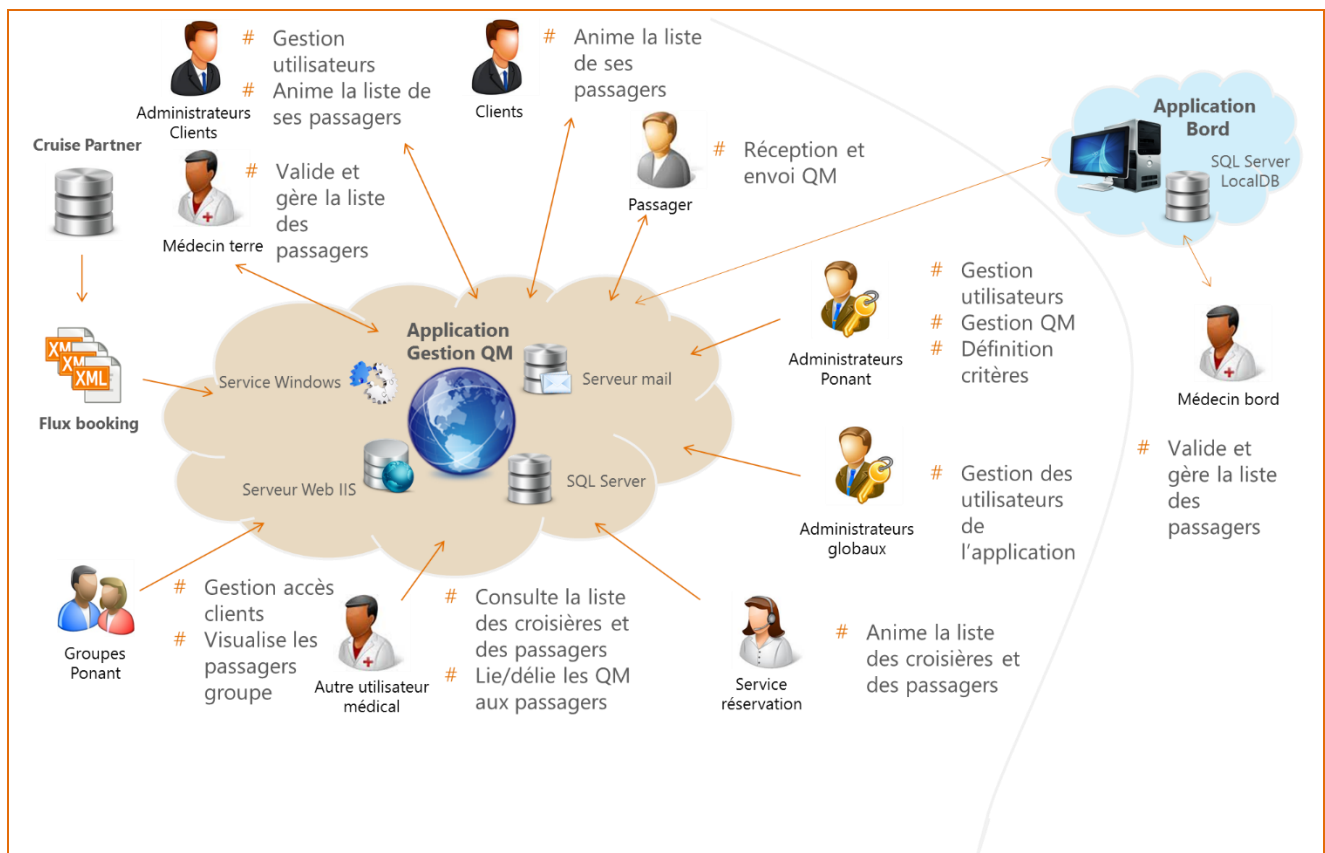 # Gestion
utilisateurs
# Anime la liste de
ses passagers
Administrateurs
Clients
# Anime la liste
de ses
passagers
Clients
Cruise Partner
# Valide et
gère la liste
des
passagers
Médecin terre
# Réception et
envoi QM
Passager
Application
Bord
SQL Server
LocalDB
Application
Gestion QM
Service Windows
Serveur mail
Serveur Web IIS
SQL Server
XML
XML
XML
Flux booking
# Gestion
utilisateurs
# Gestion QM
# Définition
critères
Administrateurs
Ponant
Médecin bord
# Valide et
gère la liste
des
passagers
# Gestion des
utilisateurs
de
l’application
Administrateurs
globaux
# Gestion accès
clients
# Visualise les
passagers
groupe
Groupes
Ponant
# Consulte la liste
des croisières et
des passagers
# Lie/délie les QM
aux passagers
Autre utilisateur
médical
# Anime la liste
des croisières et
des passagers
Service
réservation